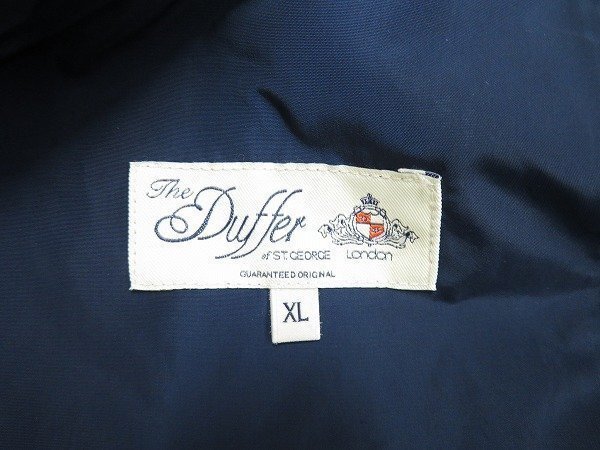 The
Duffer
of ST.GEORGE London
GUARANTEED ORIGINAL
XL